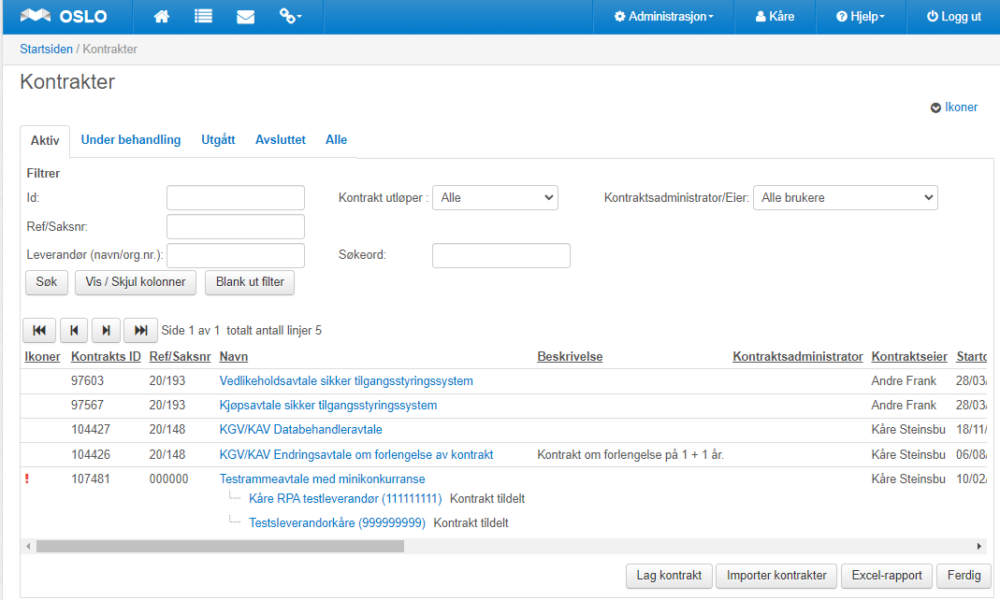 OSLO Administrasjon Kåre Hjelp Logg ut
Startsiden / Kontrakter
Kontrakter
Ikoner
Aktiv Under behandling Utgått Avsluttet Alle
Filtrer
Id: Kontrakt utløper : Alle Kontraktsadministrator/Eier: Alle brukere
Ref/Saksnr:
Leverandør (navn/org.nr.): Søkeord:
Søk Vis / Skjul kolonner Blank ut filter
Side 1 av 1 totalt antall linjer 5
Ikoner Kontrakts ID Ref/Saksnr Navn Beskrivelse Kontraktsadministrator Kontraktseier Startd
97603 20/193 Vedlikeholdsavtale sikker tilgangsstyringssystem Andre Frank 28/03/
97567 20/193 Kjøpsavtale sikker tilgangsstyringssystem Andre Frank 28/03/
104427 20/148 KGV/KAV Databehandleravtale Kåre Steinsbu 18/11/
104426 20/148 KGV/KAV Endringsavtale om forlengelse av kontrakt Kontrakt om forlengelse på 1 + 1 år. Kåre Steinsbu 06/08/
! 107481 000000 Testrammeavtale med minikonkurranse Kåre Steinsbu 10/02/
Kåre RPA testleverandør (111111111) Kontrakt tildelt
Testsleverandorkåre (999999999) Kontrakt tildelt
Lag kontrakt Importer kontrakter Excel-rapport Ferdig